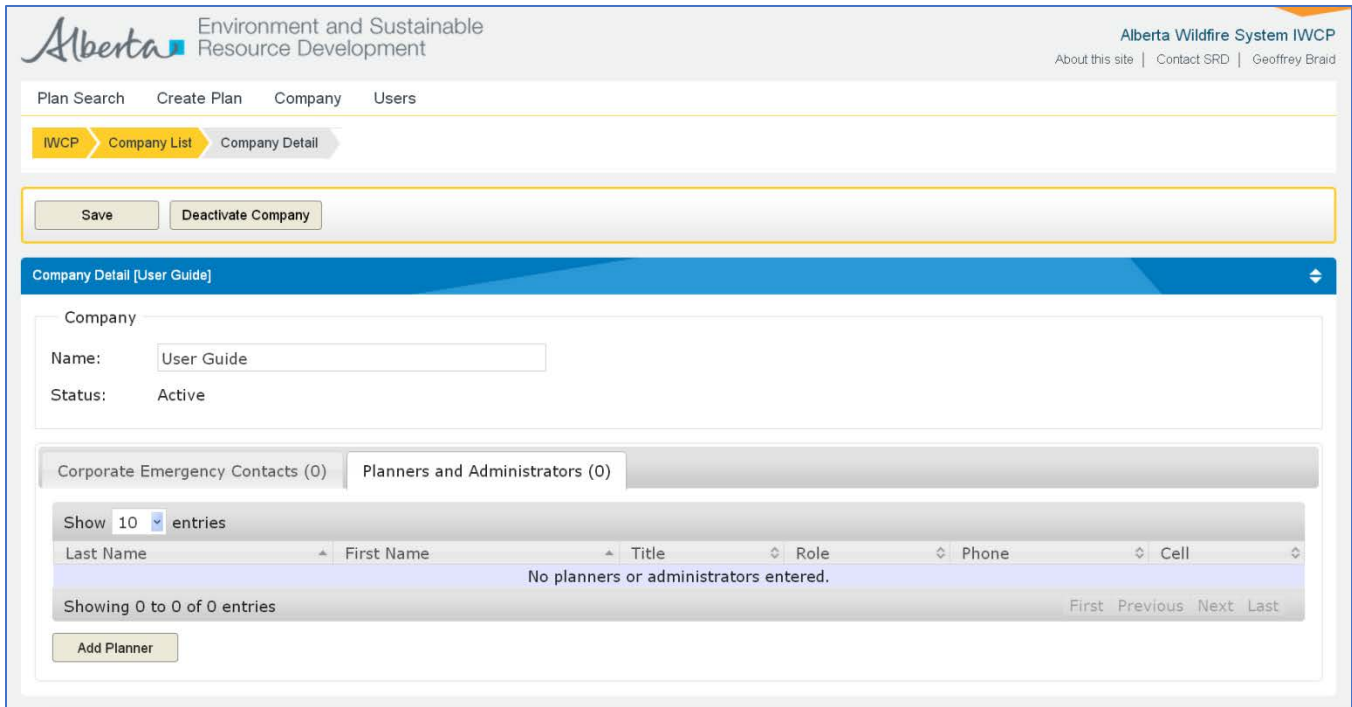 Alberta Environment and Sustainable
Resource Development
Alberta Wildfire System IWCP
About this site | Contact SRD | Geoffrey Braid
Plan Search Create Plan Company Users
IWCP Company List Company Detail
Save Deactivate Company
Company Detail [User Guide]
Company
Name: User Guide
Status: Active
Corporate Emergency Contacts (0) Planners and Administrators (0)
Show 10 entries
Last Name First Name Title Role Phone Cell
No planners or administrators entered.
Showing 0 to 0 of 0 entries First Previous Next Last
Add Planner